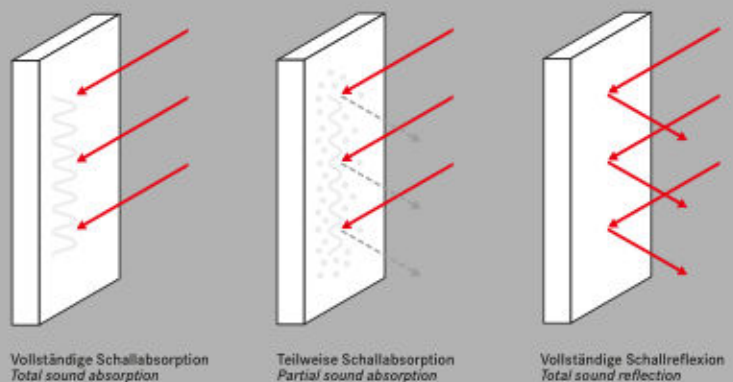 Vollständige Schallabsorption
Total sound absorption
Teilweise Schallabsorption
Partial sound absorption
Vollständige Schallreflexion
Total sound reflection